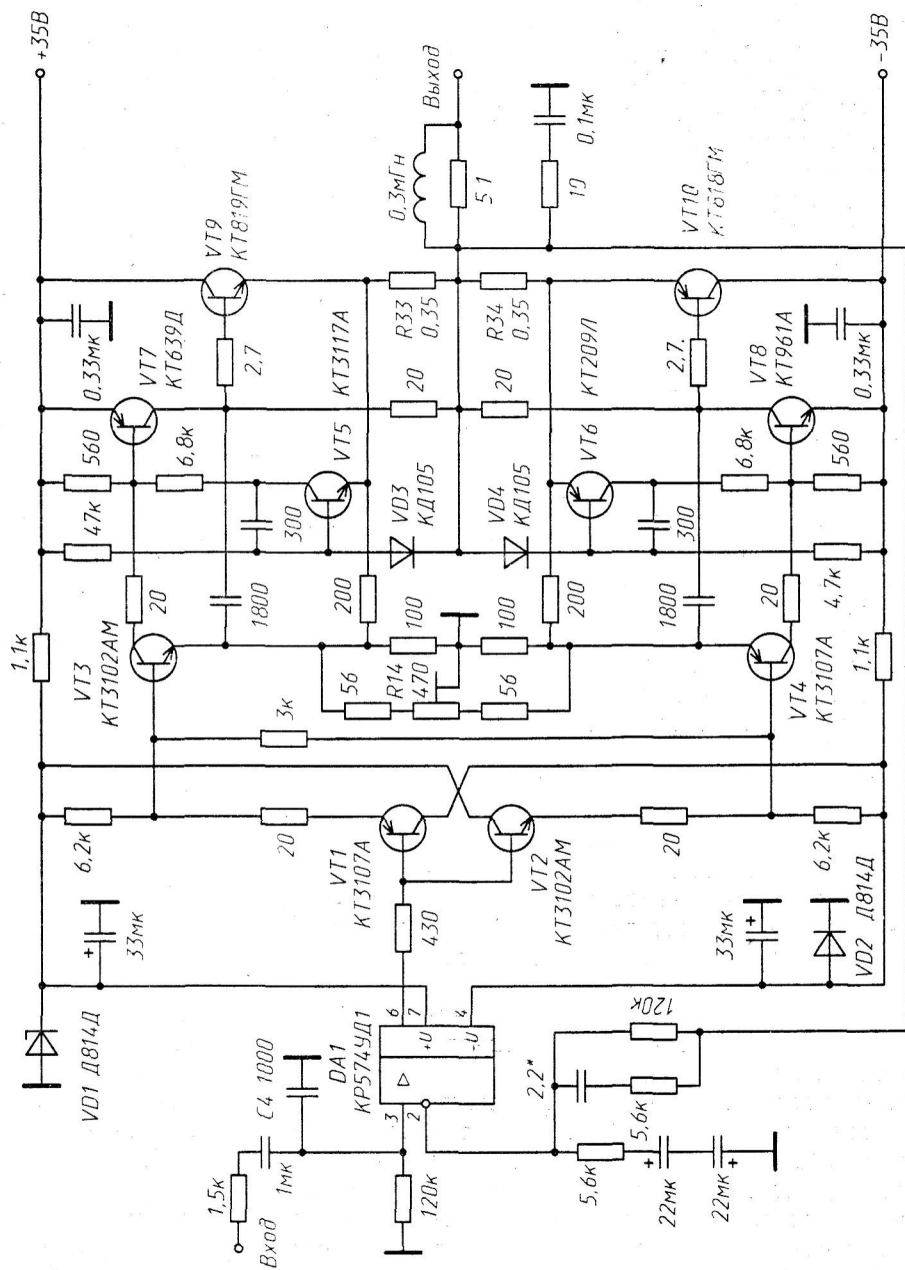 +35В
-35В
Выход
0,3мГн
51
10
0,1мк
VT9
КТ819ГМ
VT10
КТ818ГМ
0,33мк
0,33мк
VT7
КТ639Д
VT8
КТ961А
2,7
2,7
R33
0,35
R34
0,35
20
20
КТ3117А
VT5
КТ209Л
VT6
560
6,8к
47к
300
VD3
КД105
VD4
КД105
300
6,8к
560
4,7к
20
1800
200
100
100
200
1800
20
1,1к
VT3
КТ3102АМ
56
R14
470
56
VT4
КТ3107А
1,1к
3к
6,2к
20
VT1
КТ3107А
VT2
КТ3102АМ
20
6,2к
430
+
33мк
33мк
+
VD1 Д814Д
VD2 Д814Д
DA1
КР574УД1
6
7
4
+U
-U
3
2
C4 1000
1мк
1,5к
Вход
120к
2,2*
120к
5,6к
5,6к
+
22мк
22мк
+